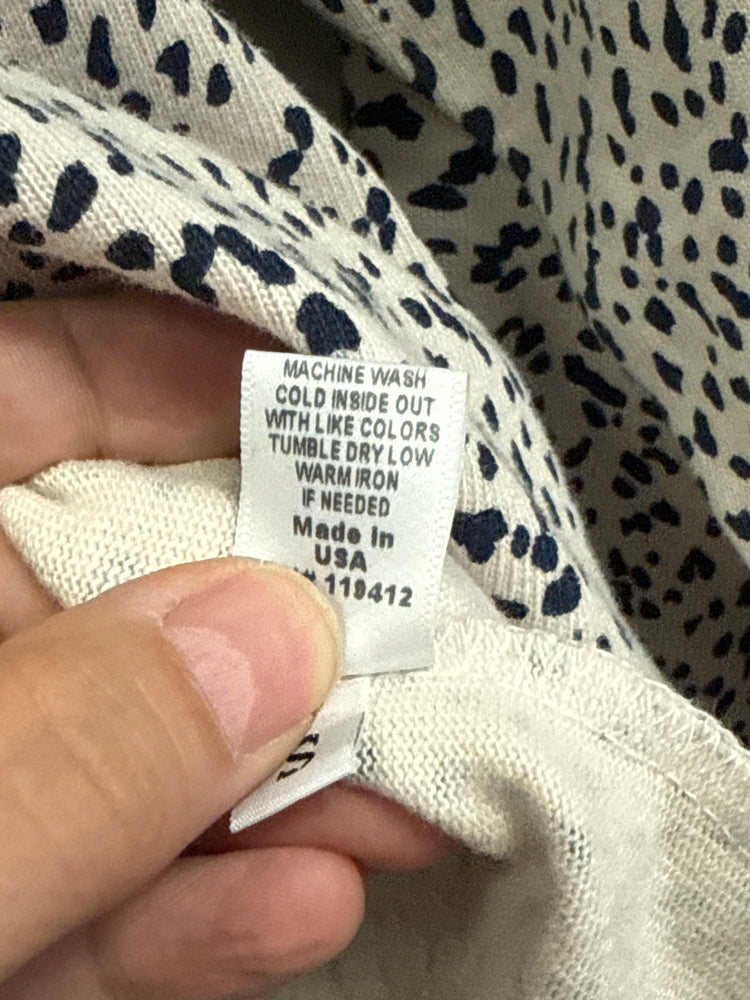 MACHINE WASH
COLD INSIDE OUT
WITH LIKE COLORS
TUMBLE DRY LOW
WARM IRON
IF NEEDED
Made In
USA
119412